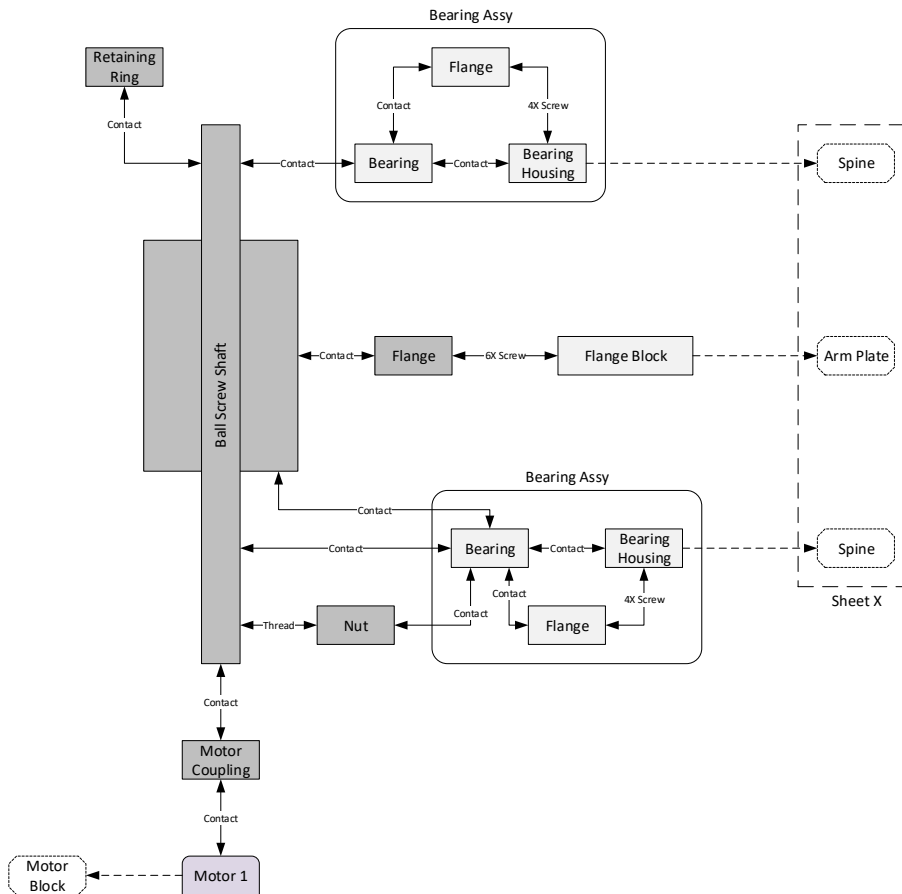 Bearing Assy
Retaining
Ring
Flange
Contact
4X Screw
Contact
Contact
Bearing
Contact
Bearing
Housing
Spine
Ball Screw Shaft
Contact
Flange
6X Screw
Flange Block
Arm Plate
Bearing Assy
Contact
Contact
Bearing
Contact
Bearing
Housing
Spine
Contact
4X Screw
Sheet X
Contact
Thread
Nut
Flange
Contact
Motor
Coupling
Contact
Motor
Block
Motor 1